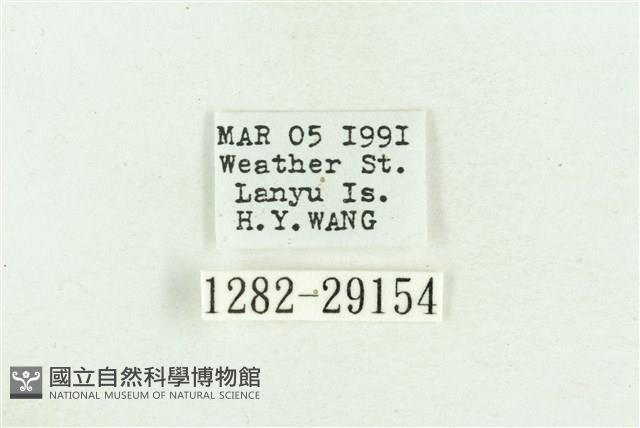 MAR 05 1991
Weather St.
Lanyu Is.
H.Y.WANG
1282-29154
國立自然科學博物館
NATIONAL MUSEUM OF NATURAL SCIENCE